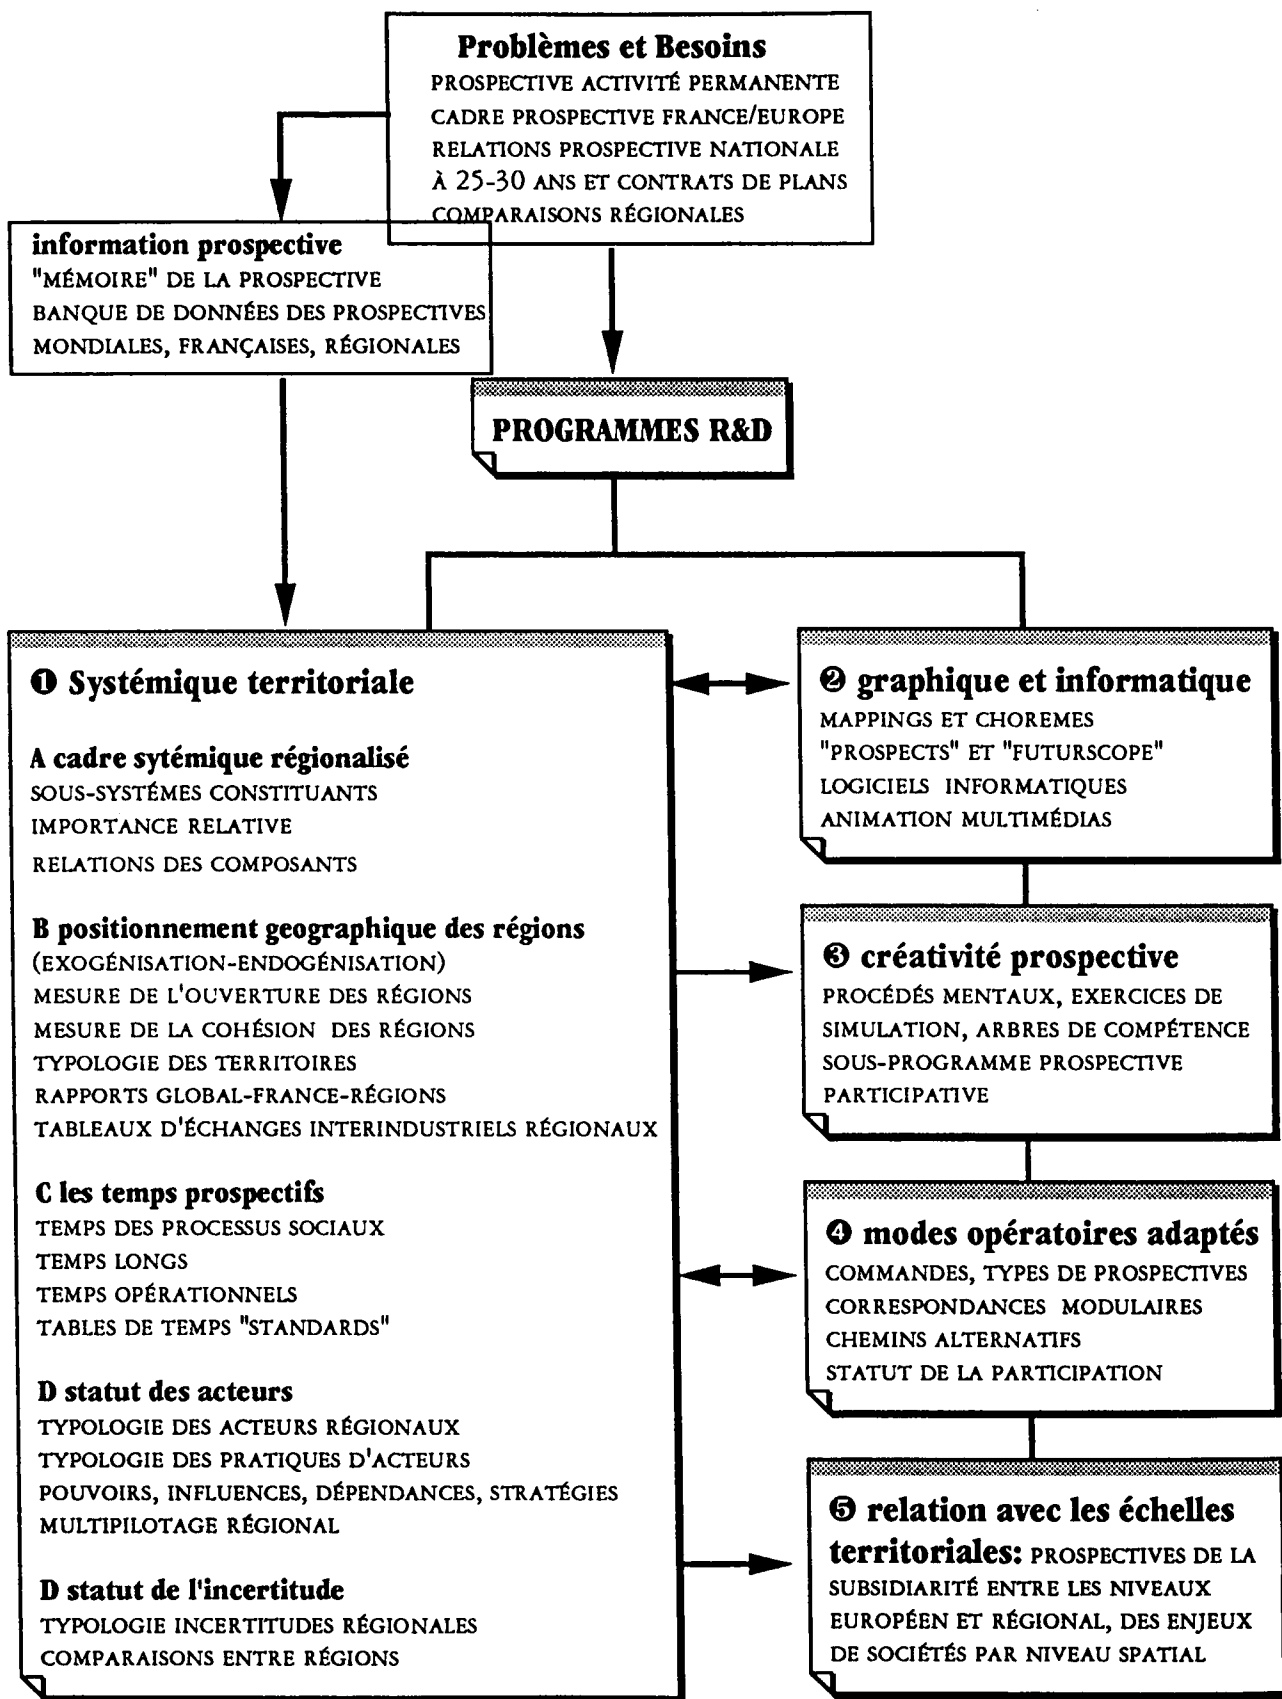 Problèmes et Besoins
PROSPECTIVE ACTIVITÉ PERMANENTE
CADRE PROSPECTIVE FRANCE/EUROPE
RELATIONS PROSPECTIVE NATIONALE
À 25-30 ANS ET CONTRATS DE PLANS
COMPARAISONS RÉGIONALES
information prospective
"MÉMOIRE" DE LA PROSPECTIVE
BANQUE DE DONNÉES DES PROSPECTIVES
MONDIALES, FRANÇAISES, RÉGIONALES
PROGRAMMES R&D
❶ Systémique territoriale
A cadre sytémique régionalisé
SOUS-SYSTÉMES CONSTITUANTS
IMPORTANCE RELATIVE
RELATIONS DES COMPOSANTS
B positionnement geographique des régions
(EXOGÉNISATION-ENDOGÉNISATION)
MESURE DE L'OUVERTURE DES RÉGIONS
MESURE DE LA COHÉSION DES RÉGIONS
TYPOLOGIE DES TERRITOIRES
RAPPORTS GLOBAL-FRANCE-RÉGIONS
TABLEAUX D'ÉCHANGES INTERINDUSTRIELS RÉGIONAUX
C les temps prospectifs
TEMPS DES PROCESSUS SOCIAUX
TEMPS LONGS
TEMPS OPÉRATIONNELS
TABLES DE TEMPS "STANDARDS"
D statut des acteurs
TYPOLOGIE DES ACTEURS RÉGIONAUX
TYPOLOGIE DES PRATIQUES D'ACTEURS
POUVOIRS, INFLUENCES, DÉPENDANCES, STRATÉGIES
MULTIPILOTAGE RÉGIONAL
D statut de l'incertitude
TYPOLOGIE INCERTITUDES RÉGIONALES
COMPARAISONS ENTRE RÉGIONS
❷ graphique et informatique
MAPPINGS ET CHOREMES
"PROSPECTS" ET "FUTURSCOPE"
LOGICIELS INFORMATIQUES
ANIMATION MULTIMÉDIAS
❸ créativité prospective
PROCÉDÉS MENTAUX, EXERCICES DE
SIMULATION, ARBRES DE COMPÉTENCE
SOUS-PROGRAMME PROSPECTIVE
PARTICIPATIVE
❹ modes opératoires adaptés
COMMANDES, TYPES DE PROSPECTIVES
CORRESPONDANCES MODULAIRES
CHEMINS ALTERNATIFS
STATUT DE LA PARTICIPATION
❺ relation avec les échelles
territoriales: PROSPECTIVES DE LA
SUBSIDIARITÉ ENTRE LES NIVEAUX
EUROPÉEN ET RÉGIONAL, DES ENJEUX
DE SOCIÉTÉS PAR NIVEAU SPATIAL